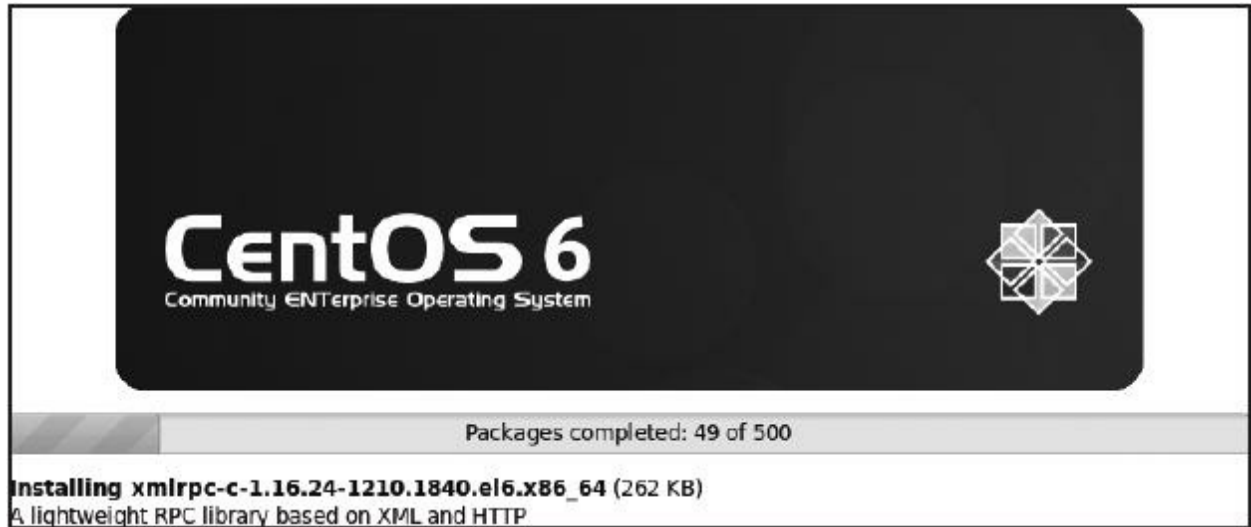 CentOS 6
Community ENTerprise Operating System
Packages completed: 49 of 500
Installing xmlrpc-c-1.16.24-1210.1840.el6.x86_64 (262 KB)
A lightweight RPC library based on XML and HTTP